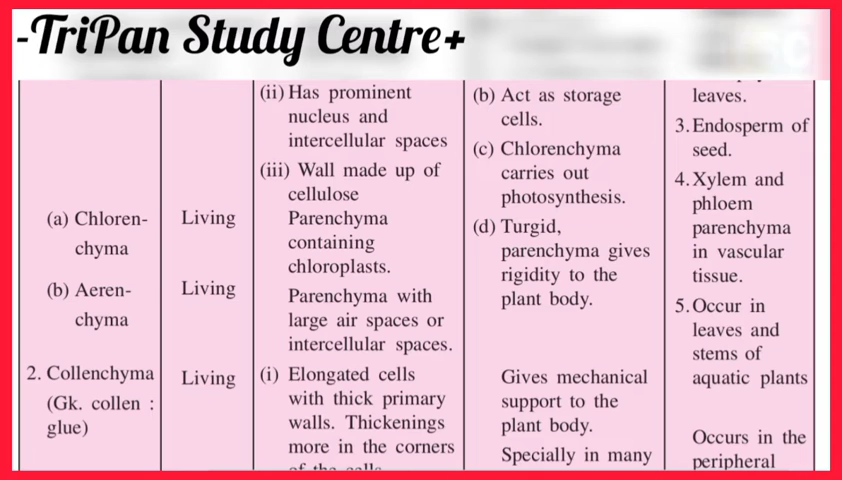 -TriPan Study Centre+
(ii) Has prominent
nucleus and
intercellular spaces
(iii) Wall made up of
cellulose
(a) Chloren-
chyma
Living
Parenchyma
containing
chloroplasts.
(b) Aeren-
chyma
Living
Parenchyma with
large air spaces or
intercellular spaces.
2. Collenchyma
(Gk. collen :
glue)
Living
(i) Elongated cells
with thick primary
walls. Thickenings
more in the corners
of the cells
(b) Act as storage
cells.
(c) Chlorenchyma
carries out
photosynthesis.
(d) Turgid,
parenchyma gives
rigidity to the
plant body.
Gives mechanical
support to the
plant body.
Specially in many
leaves.
3. Endosperm of
seed.
4. Xylem and
phloem
parenchyma
in vascular
tissue.
5. Occur in
leaves and
stems of
aquatic plants
Occurs in the
peripheral